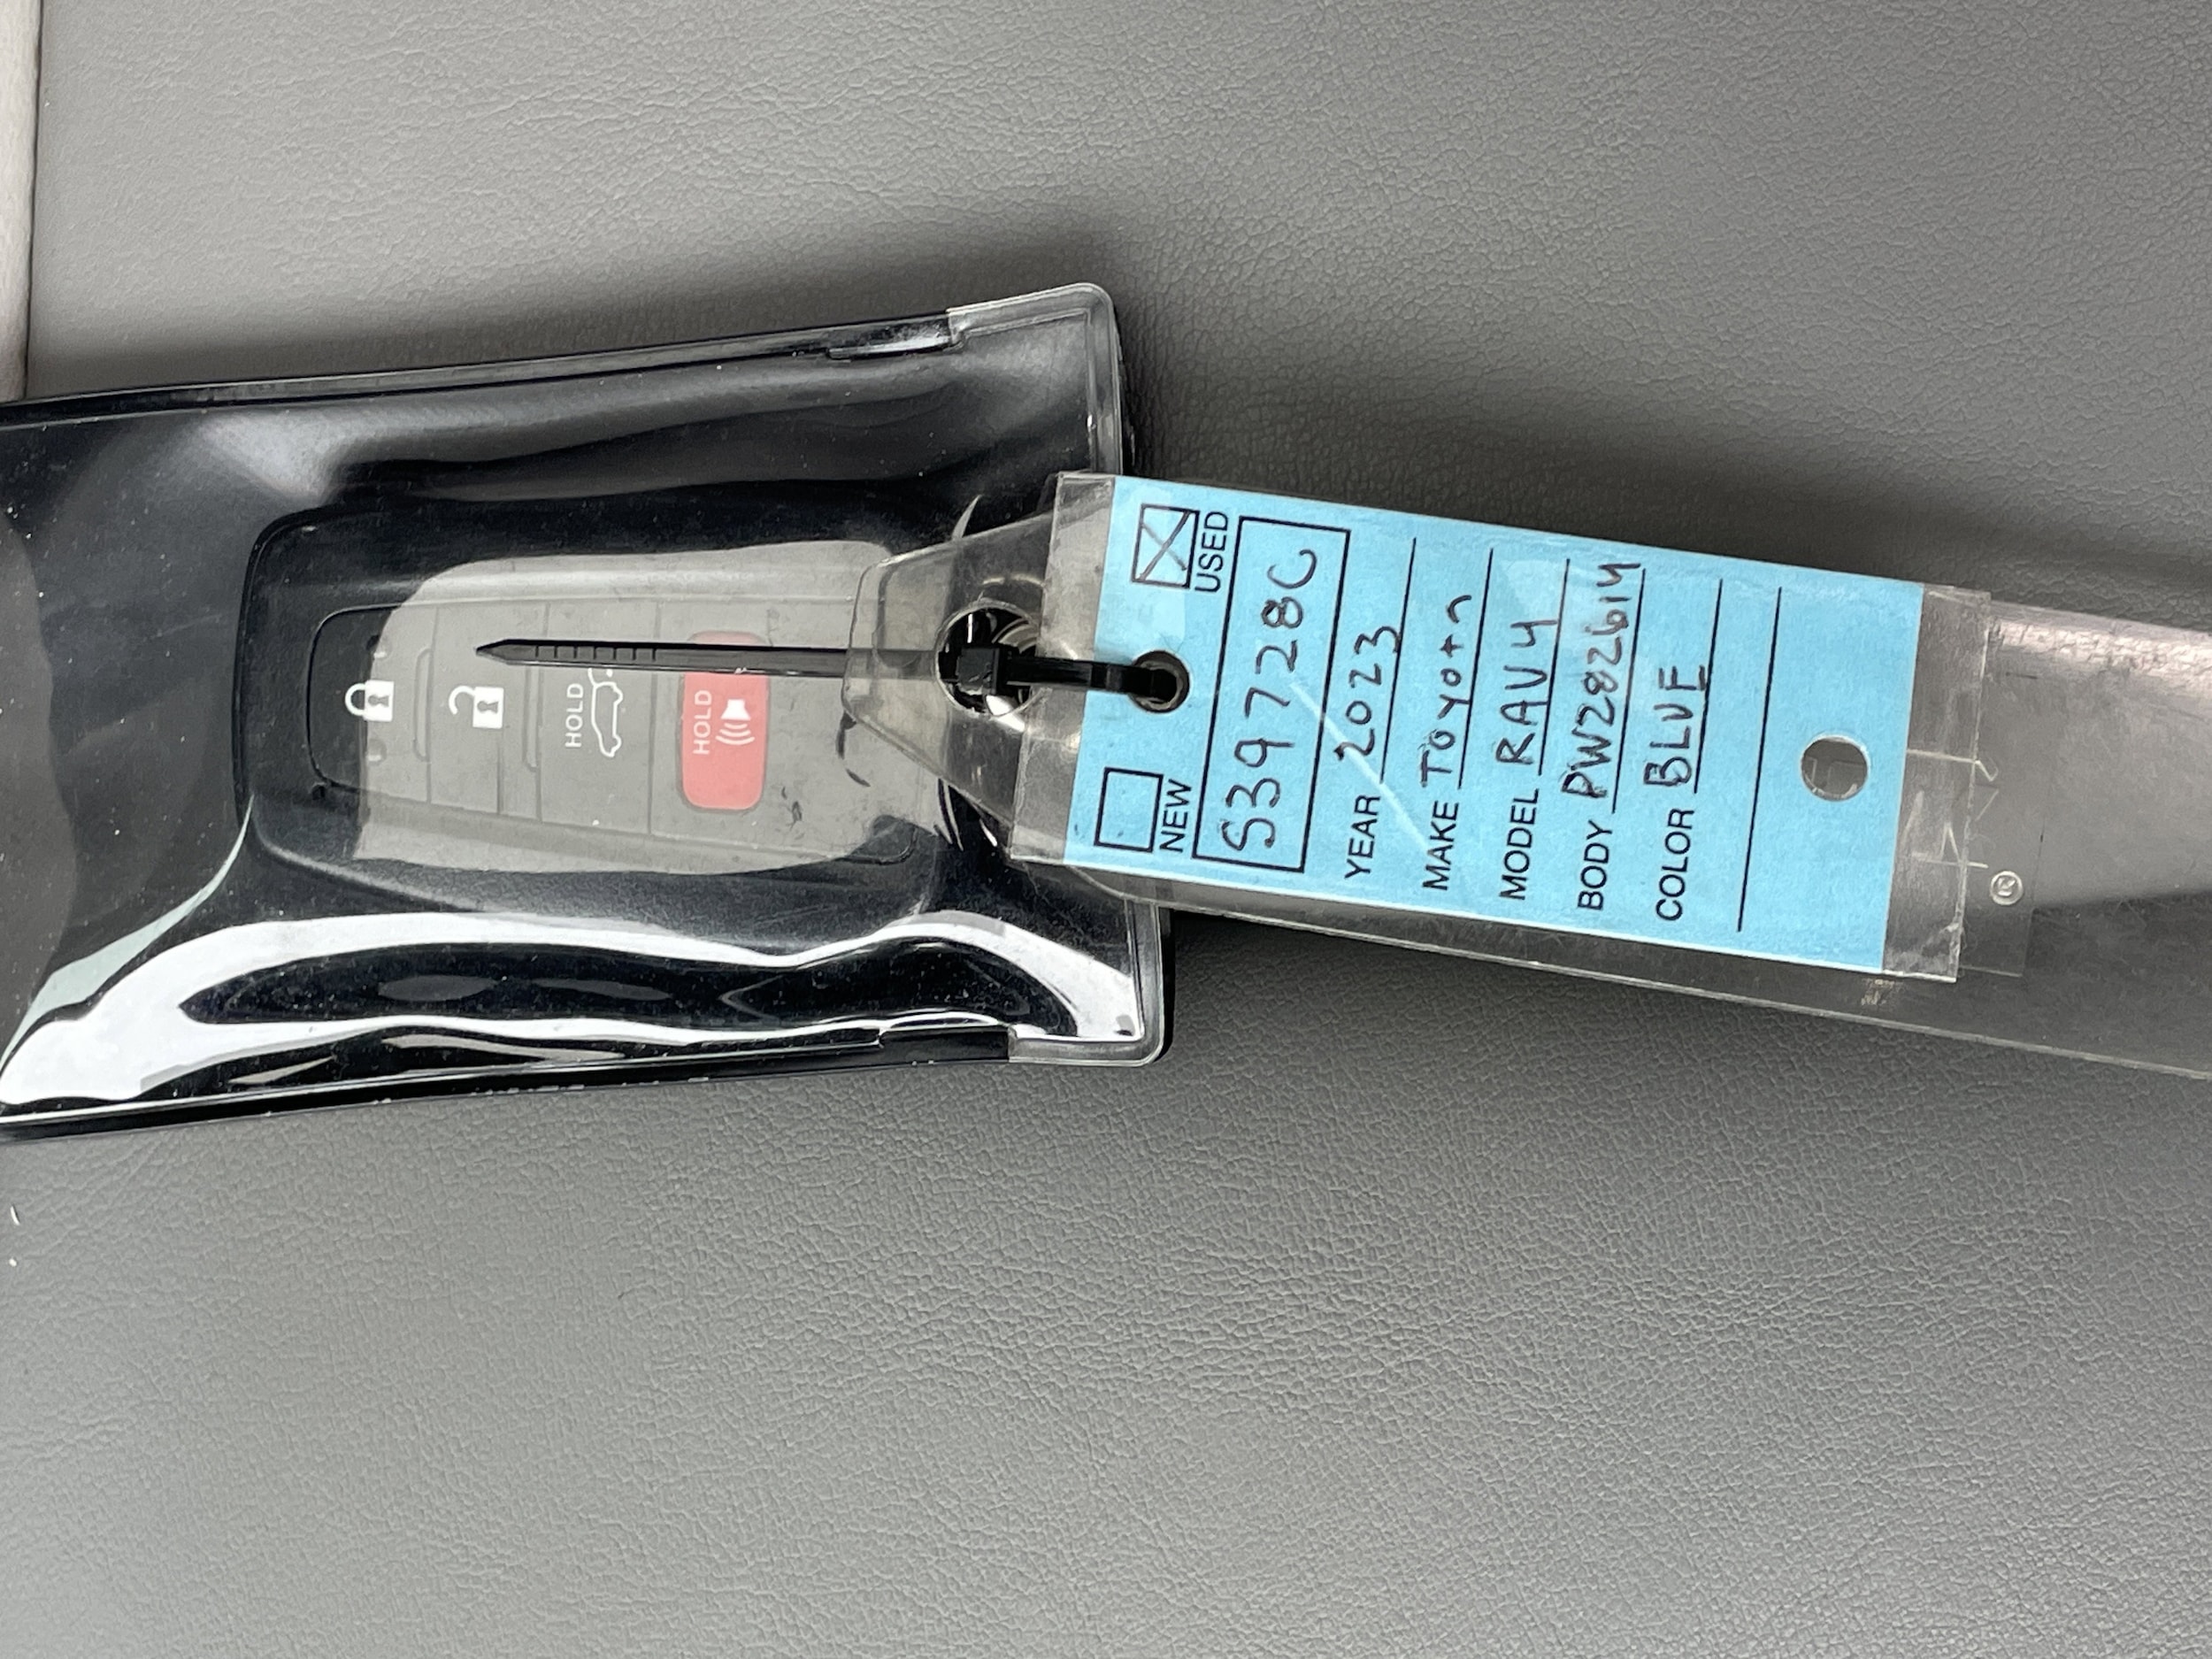 NEW USED
S39728C
YEAR 2023
MAKE Toyota
MODEL RAV4
BODY PW282614
COLOR BLUE
HOLD
HOLD